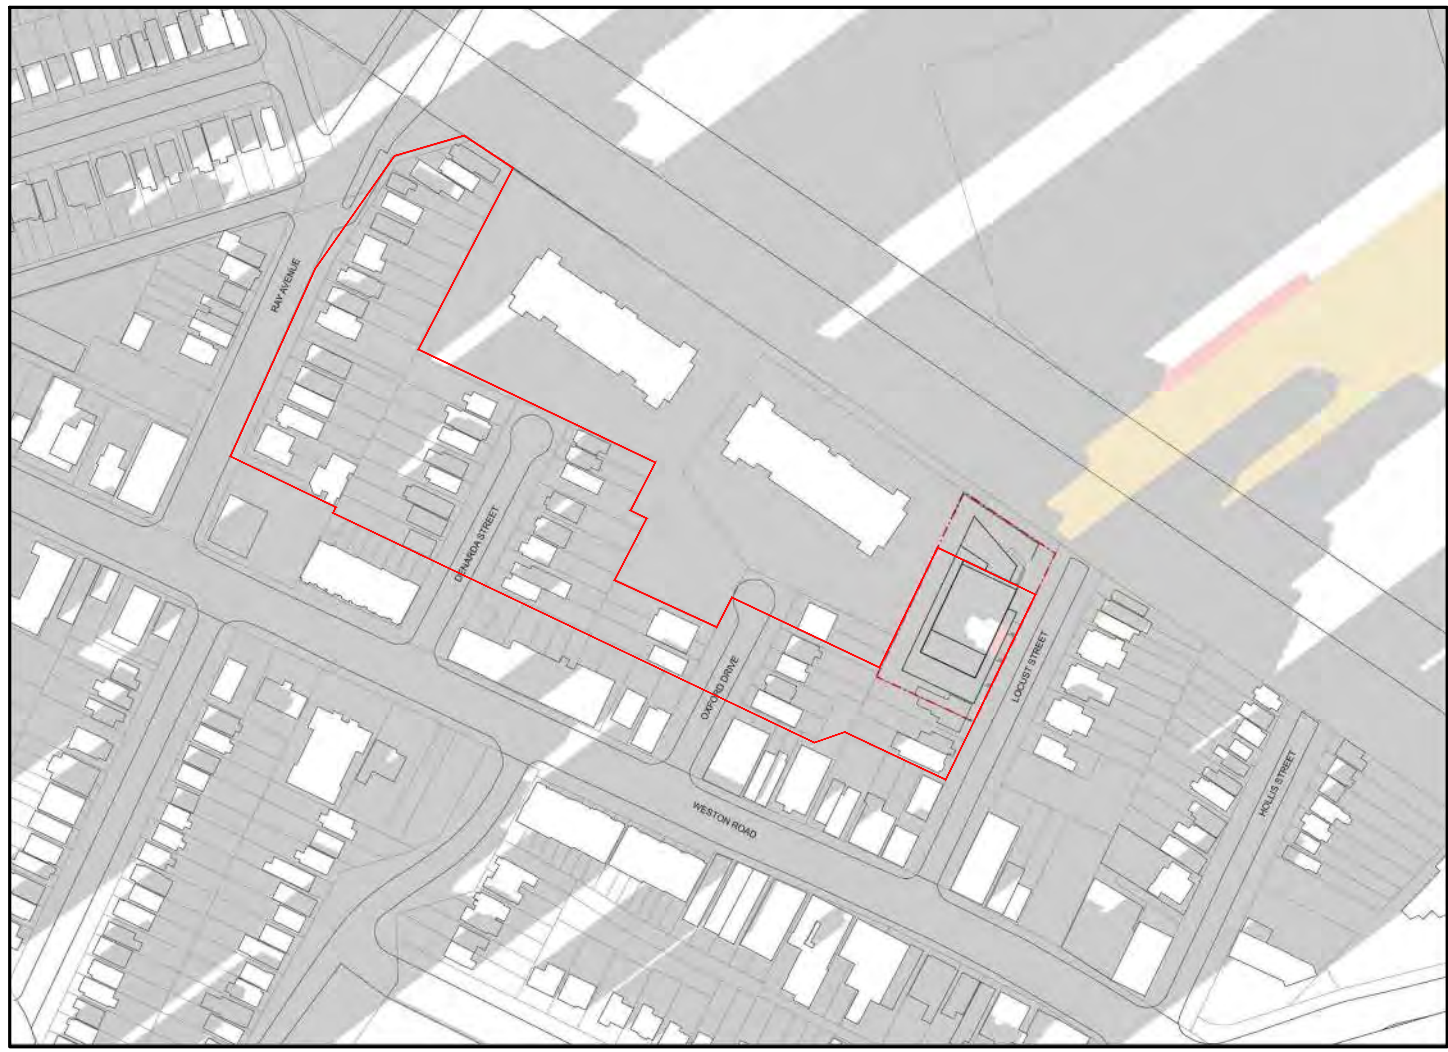 RAY AVENUE
DENARDA STREET
OXFORD DRIVE
LOCUST STREET
WESTON ROAD
HOLLIS STREET